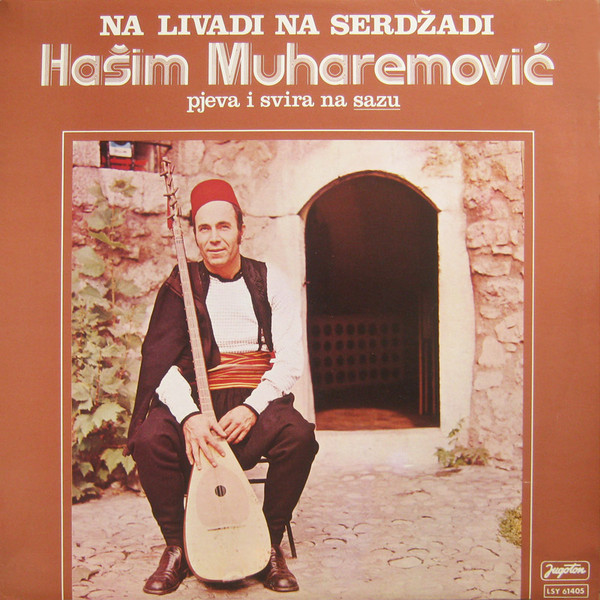 NA LIVADI NA SERDŽADI
Hašim Muharemović
pjeva i svira na sazu
Jugoton
LSY 61405